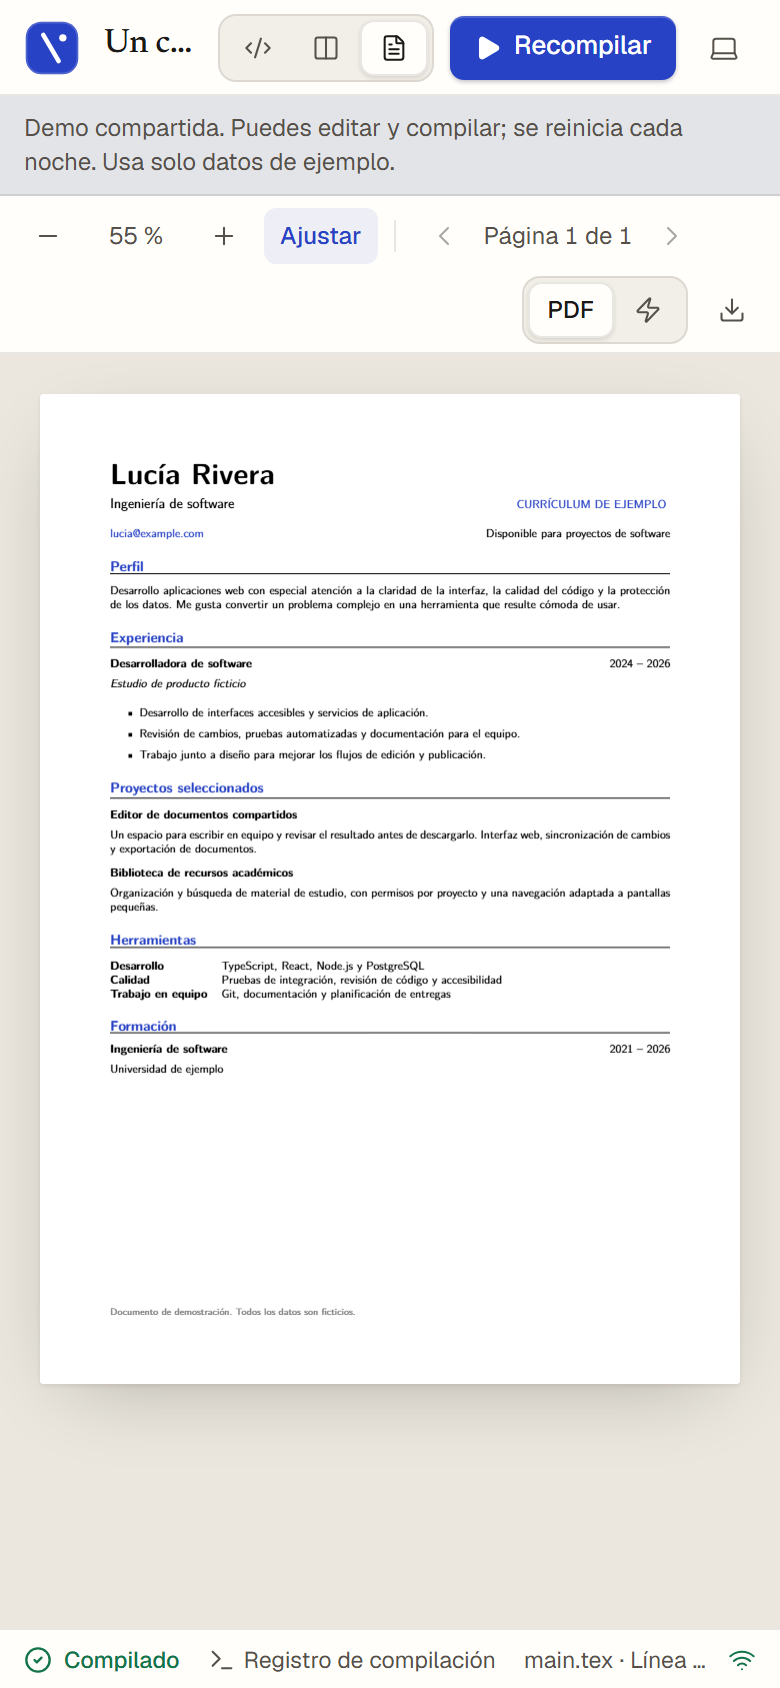 Un c...
Recompilar
Demo compartida. Puedes editar y compilar; se reinicia cada
noche. Usa solo datos de ejemplo.
55 %
Ajustar
Página 1 de 1
PDF
Lucía Rivera
Ingeniería de software
CURRÍCULUM DE EJEMPLO
lucia@example.com
Disponible para proyectos de software
Perfil
Desarrollo aplicaciones web con especial atención a la claridad de la interfaz, la calidad del código y la protección
de los datos. Me gusta convertir un problema complejo en una herramienta que resulte cómoda de usar.
Experiencia
Desarrolladora de software
2024 – 2026
Estudio de producto ficticio
▪ Desarrollo de interfaces accesibles y servicios de aplicación.
▪ Revisión de cambios, pruebas automatizadas y documentación para el equipo.
▪ Trabajo junto a diseño para mejorar los flujos de edición y publicación.
Proyectos seleccionados
Editor de documentos compartidos
Un espacio para escribir en equipo y revisar el resultado antes de descargarlo. Interfaz web, sincronización de cambios
y exportación de documentos.
Biblioteca de recursos académicos
Organización y búsqueda de material de estudio, con permisos por proyecto y una navegación adaptada a pantallas
pequeñas.
Herramientas
Desarrollo TypeScript, React, Node.js y PostgreSQL
Calidad Pruebas de integración, revisión de código y accesibilidad
Trabajo en equipo Git, documentación y planificación de entregas
Formación
Ingeniería de software
2021 – 2026
Universidad de ejemplo
Documento de demostración. Todos los datos son ficticios.
Compilado
Registro de compilación
main.tex · Línea ...